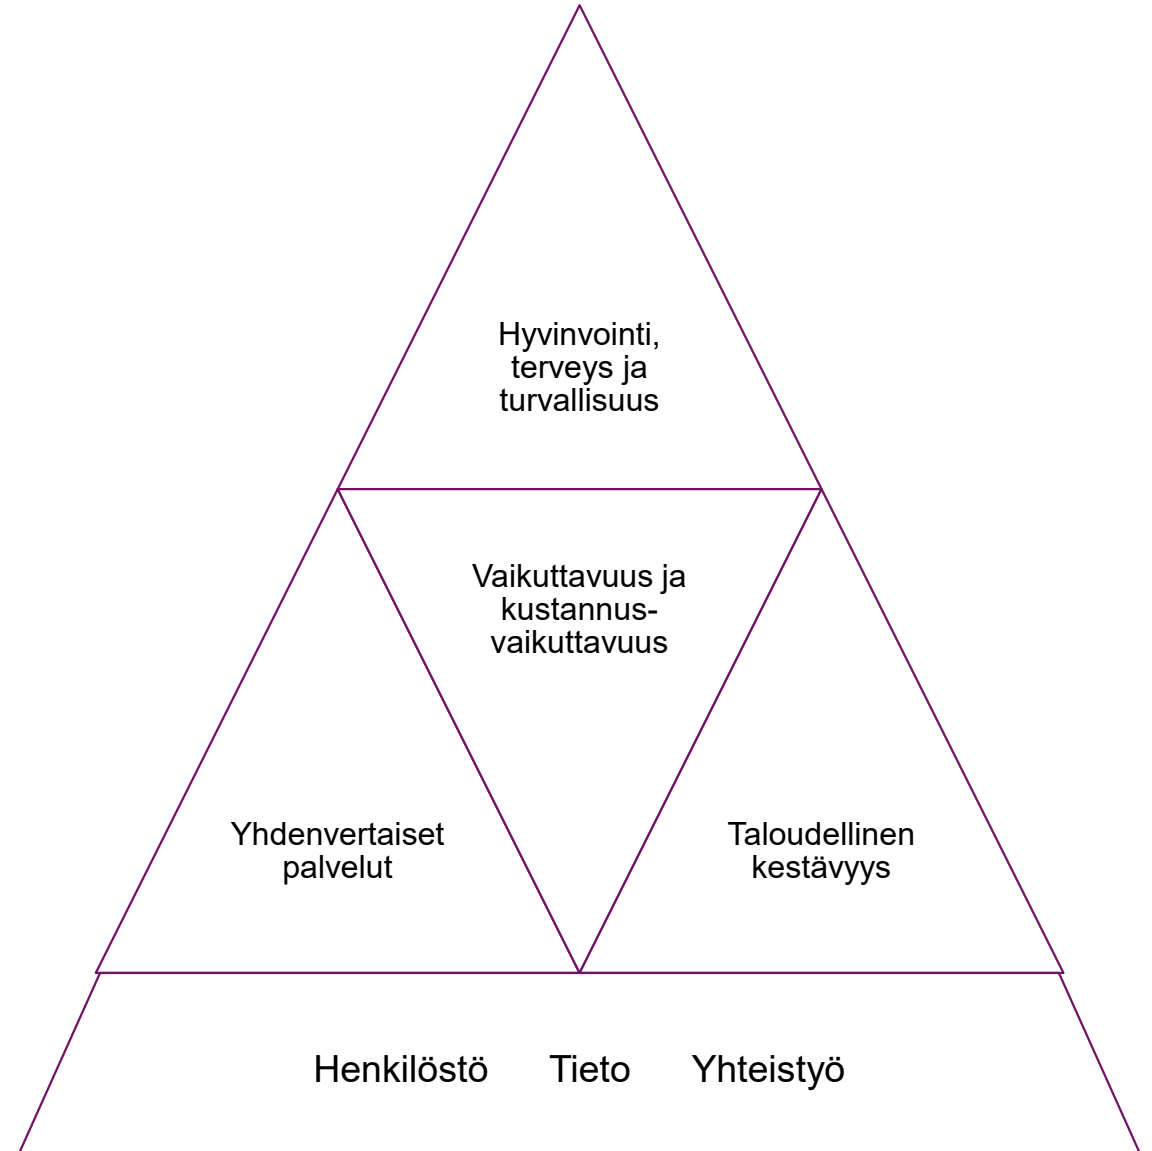 Hyvinvointi,
terveys ja
turvallisuus
Vaikuttavuus ja
kustannus-
vaikuttavuus
Yhdenvertaiset
palvelut
Taloudellinen
kestävyys
Henkilöstö Tieto Yhteistyö